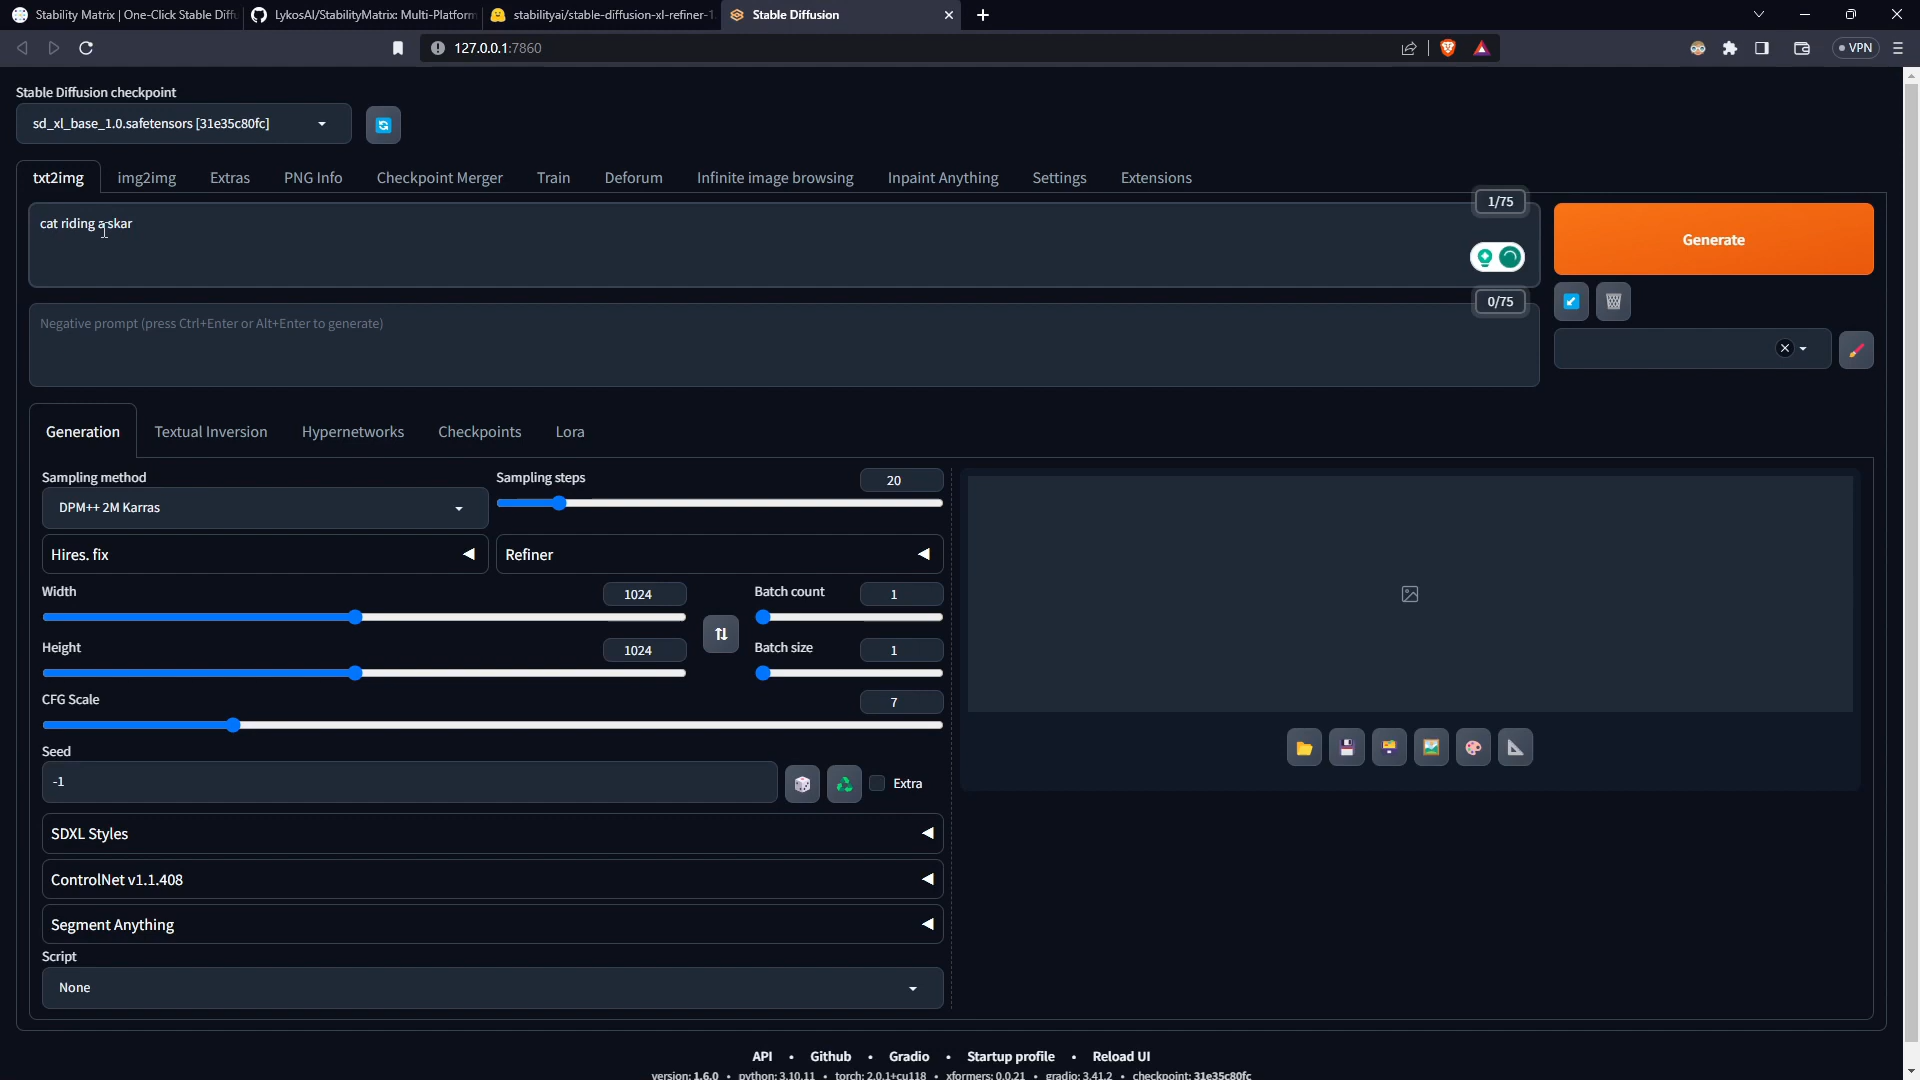 Stability Matrix | One-Click Stable Diffu
LykosAI/StabilityMatrix: Multi-Platform
stabilityai/stable-diffusion-xl-refiner-1.
Stable Diffusion
127.0.0.1:7860
VPN
Stable Diffusion checkpoint
sd_xl_base_1.0.safetensors [31e35c80fc]
txt2img img2img Extras PNG Info Checkpoint Merger Train Deforum Infinite image browsing Inpaint Anything Settings Extensions
1/75
cat riding a skar
Generate
0/75
Negative prompt (press Ctrl+Enter or Alt+Enter to generate)
Generation Textual Inversion Hypernetworks Checkpoints Lora
Sampling method
DPM++ 2M Karras
Sampling steps
20
Hires. fix
Refiner
Width
1024
Batch count
1
Height
1024
Batch size
1
CFG Scale
7
Seed
-1
Extra
SDXL Styles
ControlNet v1.1.408
Segment Anything
Script
None
API • Github • Gradio • Startup profile • Reload UI
version: 1.6.0 • python: 3.10.11 • torch: 2.0.1+cu118 • xformers: 0.0.21 • gradio: 3.41.2 • checkpoint: 31e35c80fc